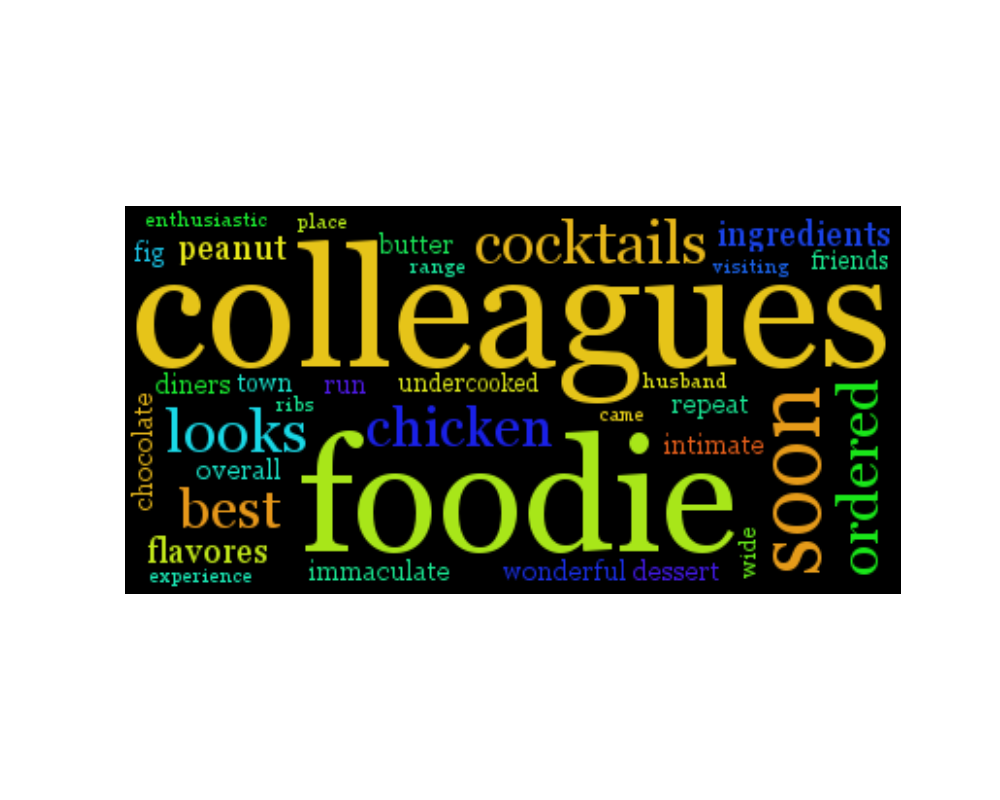 enthusiastic
place
fig
peanut
butter
cocktails
ingredients
range
visiting
friends
colleagues
diners
town
run
undercooked
husband
chocolate
ribs
looks
chicken
came
repeat
soon
ordered
intimate
overall
foodie
best
flavores
wide
experience
immaculate
wonderful
dessert